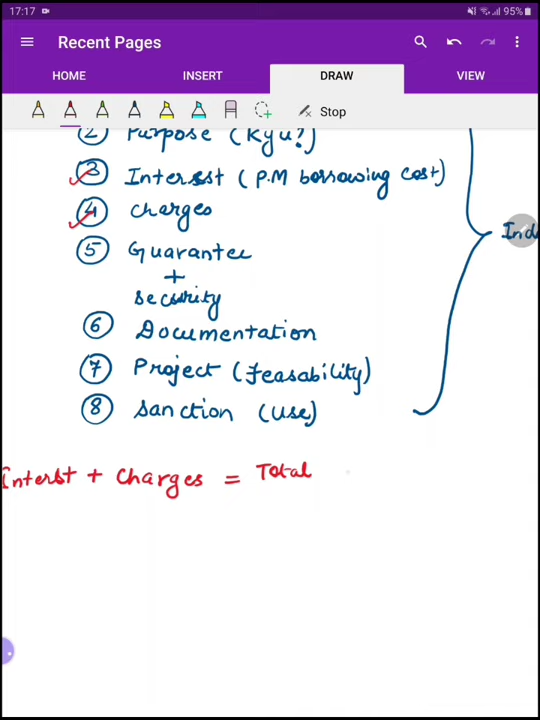 17:17
95%
Recent Pages
HOME INSERT DRAW VIEW
Stop
2 Purpose (Kyu?)
3 Interest (P.M borrowing cost)
4 charges
5 Guarantee
+
security
6 Documentation
7 Project (feasability)
8 sanction (use)
Ind
Interst + Charges = Total